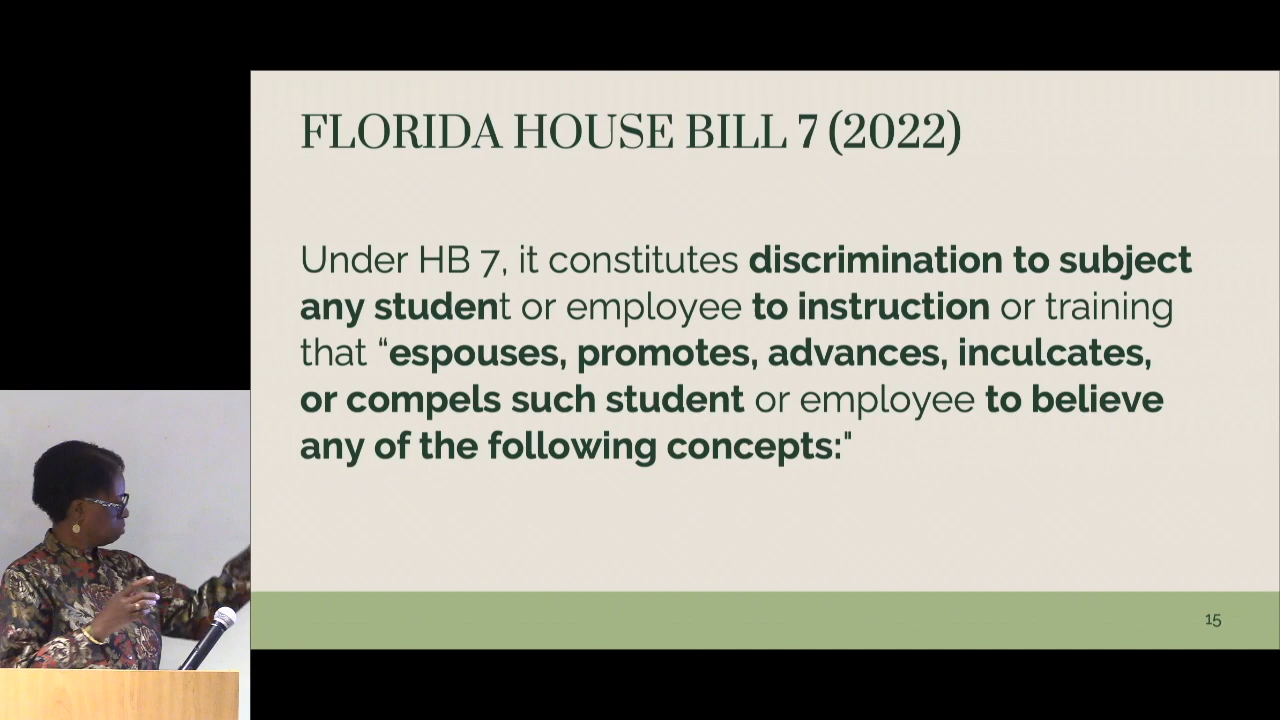 FLORIDA HOUSE BILL 7 (2022)
Under HB 7, it constitutes discrimination to subject
any student or employee to instruction or training
that “espouses, promotes, advances, inculcates,
or compels such student or employee to believe
any of the following concepts:"
15